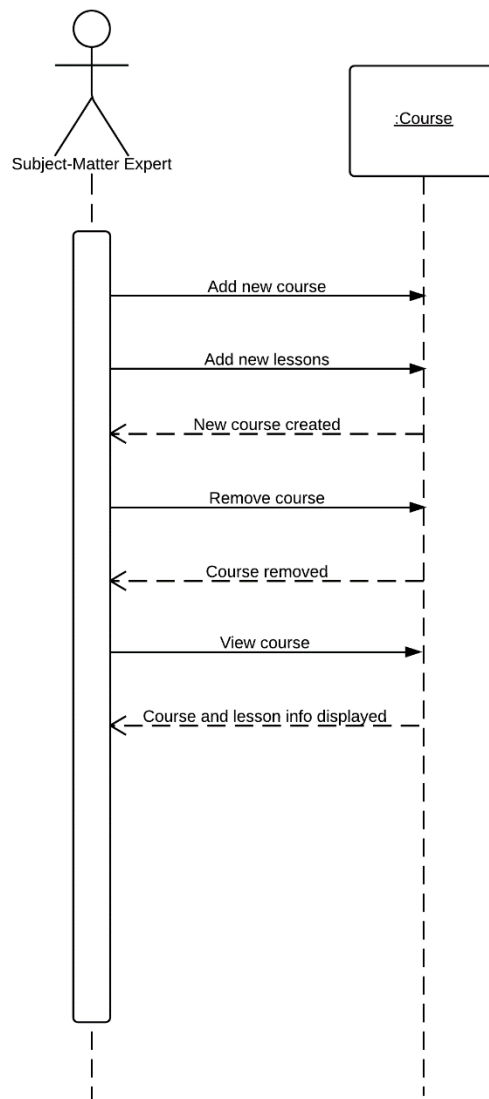 Subject-Matter Expert
:Course
Add new course
Add new lessons
New course created
Remove course
Course removed
View course
Course and lesson info displayed